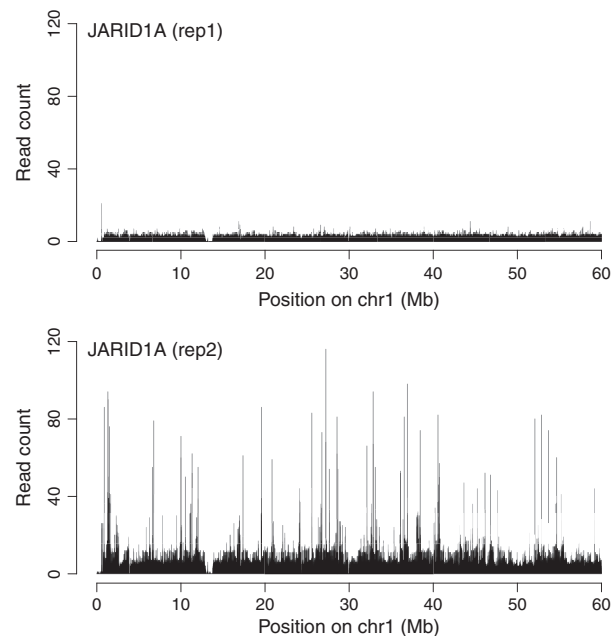 JARID1A (rep1)
120
80
40
0
Read count
0 10 20 30 40 50 60
Position on chr1 (Mb)
JARID1A (rep2)
120
80
40
0
Read count
0 10 20 30 40 50 60
Position on chr1 (Mb)